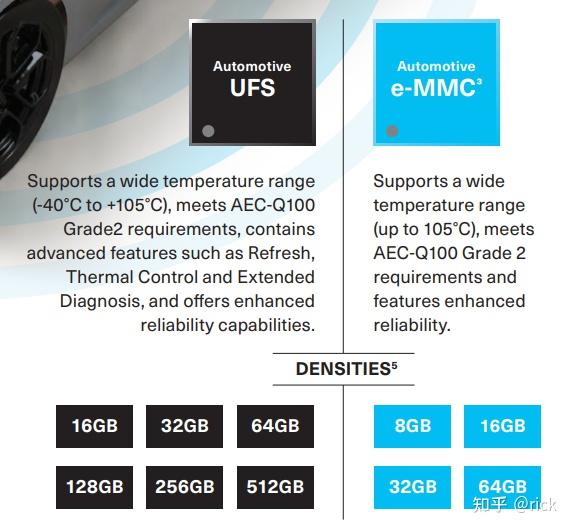 Automotive
UFS
Automotive
e-MMC³
Supports a wide temperature range
(-40°C to +105°C), meets AEC-Q100
Grade2 requirements, contains
advanced features such as Refresh,
Thermal Control and Extended
Diagnosis, and offers enhanced
reliability capabilities.
Supports a wide
temperature range
(up to 105°C), meets
AEC-Q100 Grade 2
requirements and
features enhanced
reliability.
DENSITIES⁵
16GB 32GB 64GB
128GB 256GB 512GB
8GB 16GB
32GB 64GB
知乎 @rick